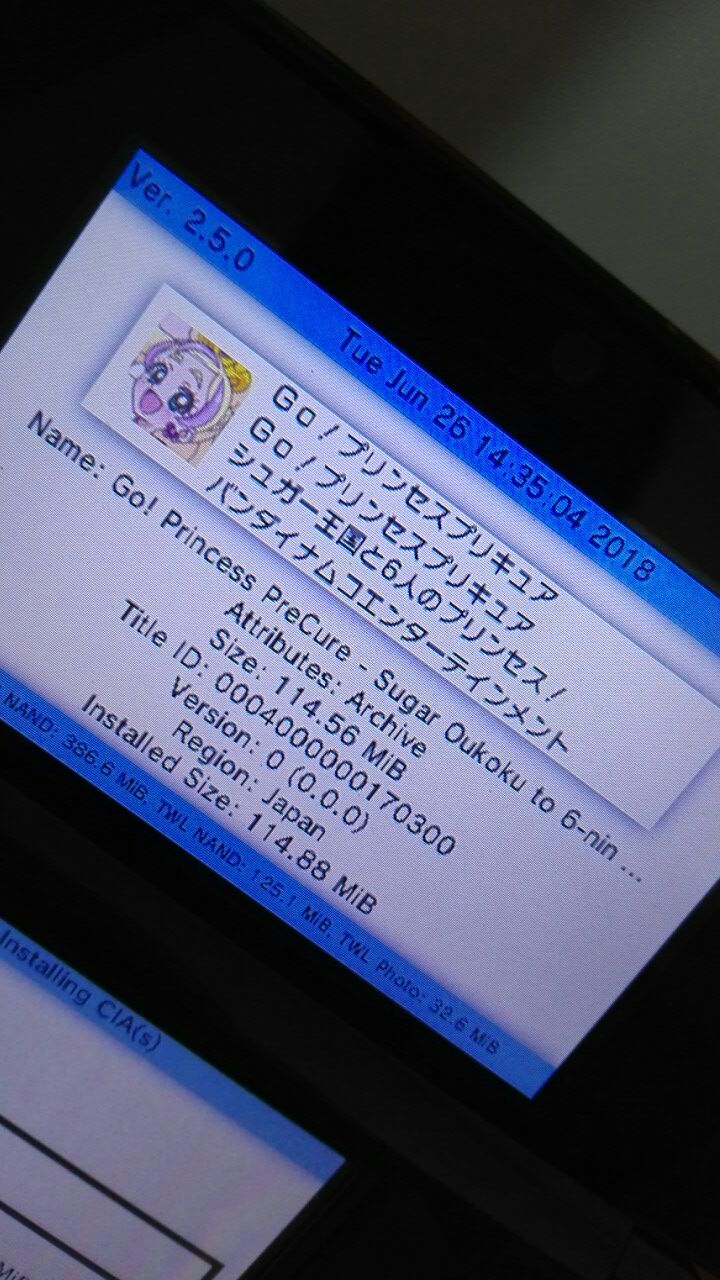 Ver. 2.5.0
Tue Jun 26 14:35:04 2018
Go！プリンセスプリキュア
Go！プリンセスプリキュア
シュガー王国と6人のプリンセス！
バンダイナムコエンターテインメント
Name: Go! Princess PreCure - Sugar Oukoku to 6-nin ...
Attributes: Archive
Size: 114.56 MiB
Title ID: 0004000000170300
Version: 0 (0.0.0)
Region: Japan
Installed Size: 114.88 MiB
NAND: 386.6 MiB, TWL NAND: 125.1 MiB, TWL Photo: 32.6 MiB
Installing CIA(s)